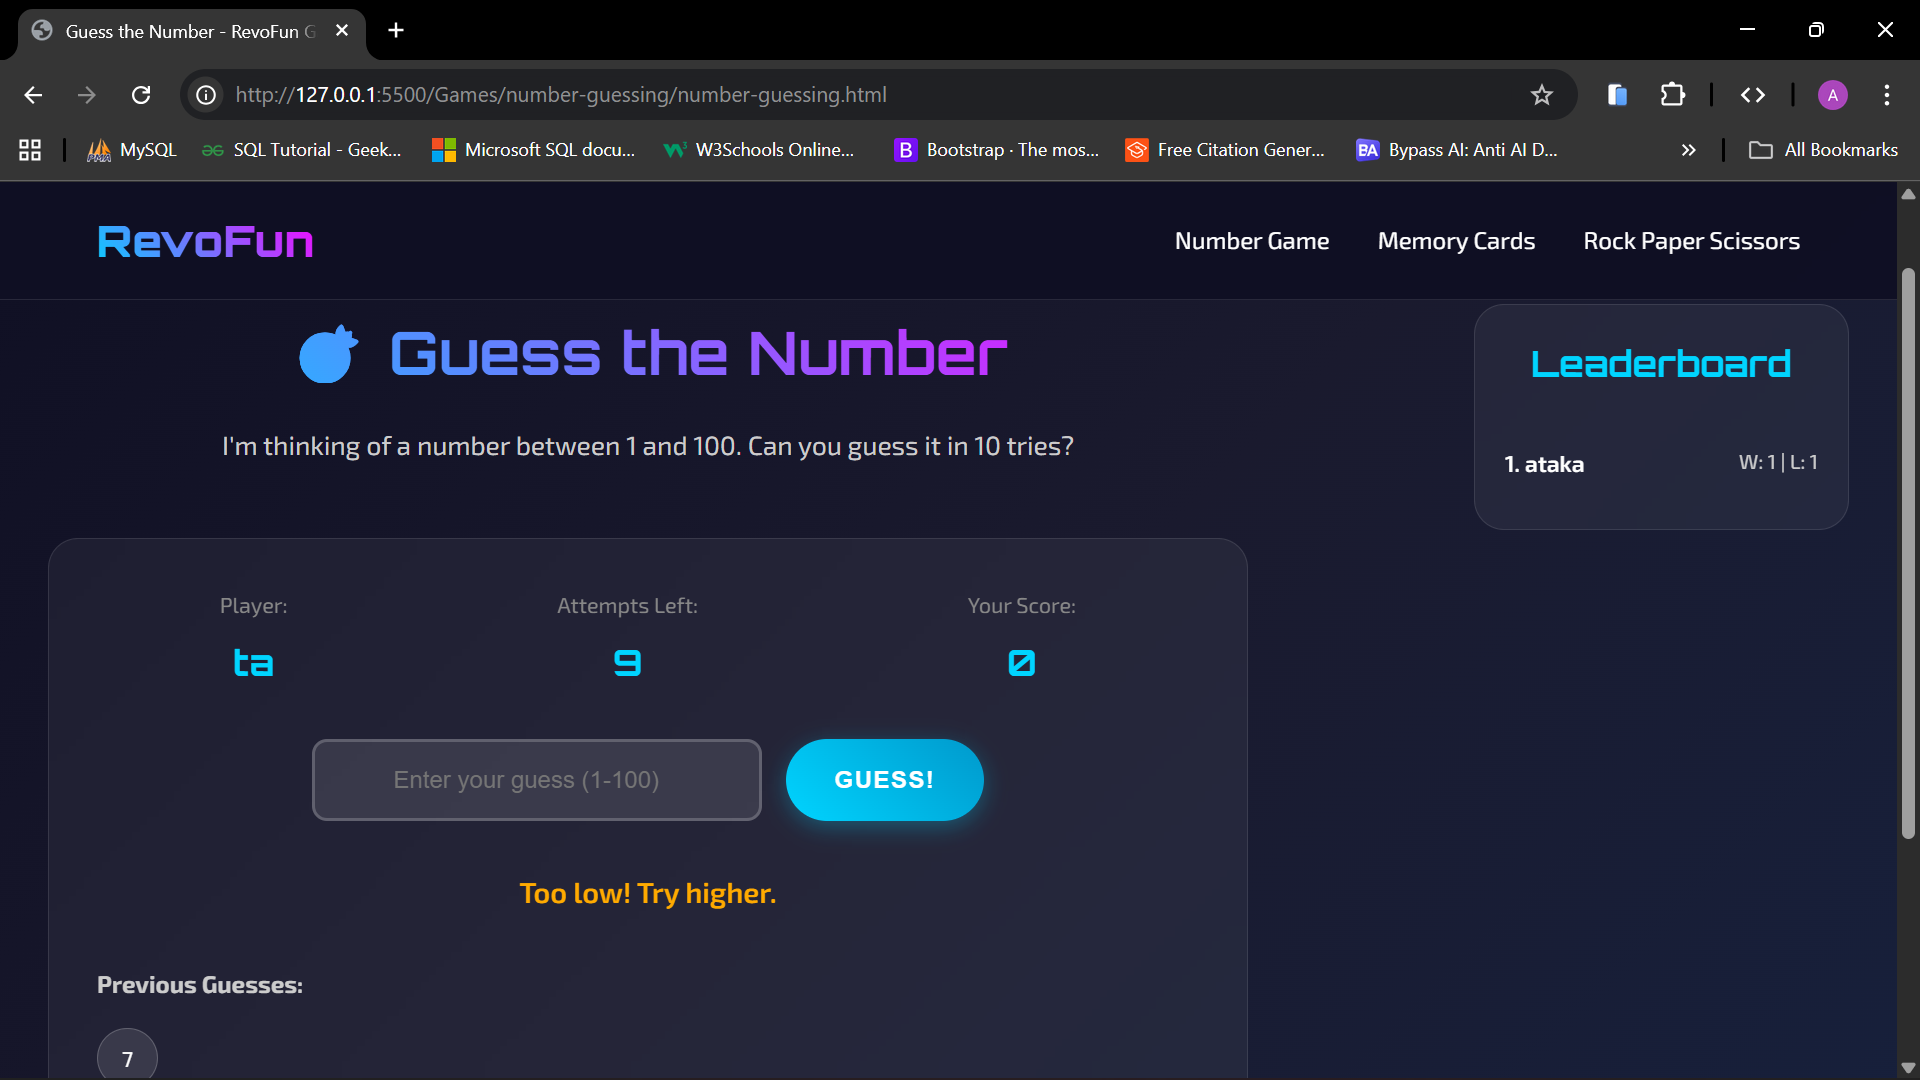 Guess the Number - RevoFun G
http://127.0.0.1:5500/Games/number-guessing/number-guessing.html
A
MySQL
SQL Tutorial - Geek...
Microsoft SQL docu...
W3Schools Online...
B Bootstrap · The mos...
Free Citation Gener...
BA Bypass AI: Anti AI D...
All Bookmarks
RevoFun
Number Game
Memory Cards
Rock Paper Scissors
Guess the Number
I'm thinking of a number between 1 and 100. Can you guess it in 10 tries?
Leaderboard
1. ataka
W: 1 | L: 1
Player:
ta
Attempts Left:
9
Your Score:
0
Enter your guess (1-100)
GUESS!
Too low! Try higher.
Previous Guesses:
7